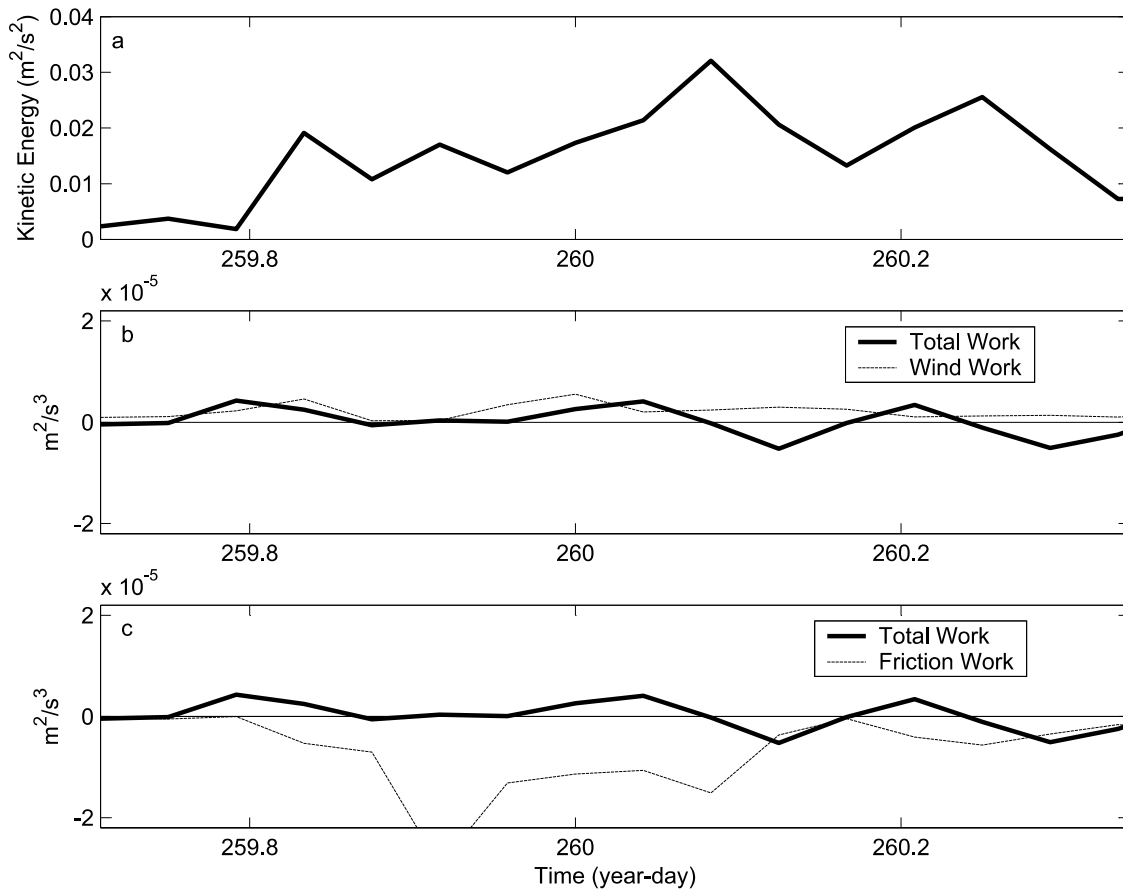 0.04
a
0.03
0.02
0.01
0
Kinetic Energy (m²/s²)
259.8 260 260.2
x 10⁻⁵
2
b
0
-2
m²/s³
Total Work
Wind Work
259.8 260 260.2
x 10⁻⁵
2
c
0
-2
m²/s³
Total Work
Friction Work
259.8 260 260.2
Time (year-day)